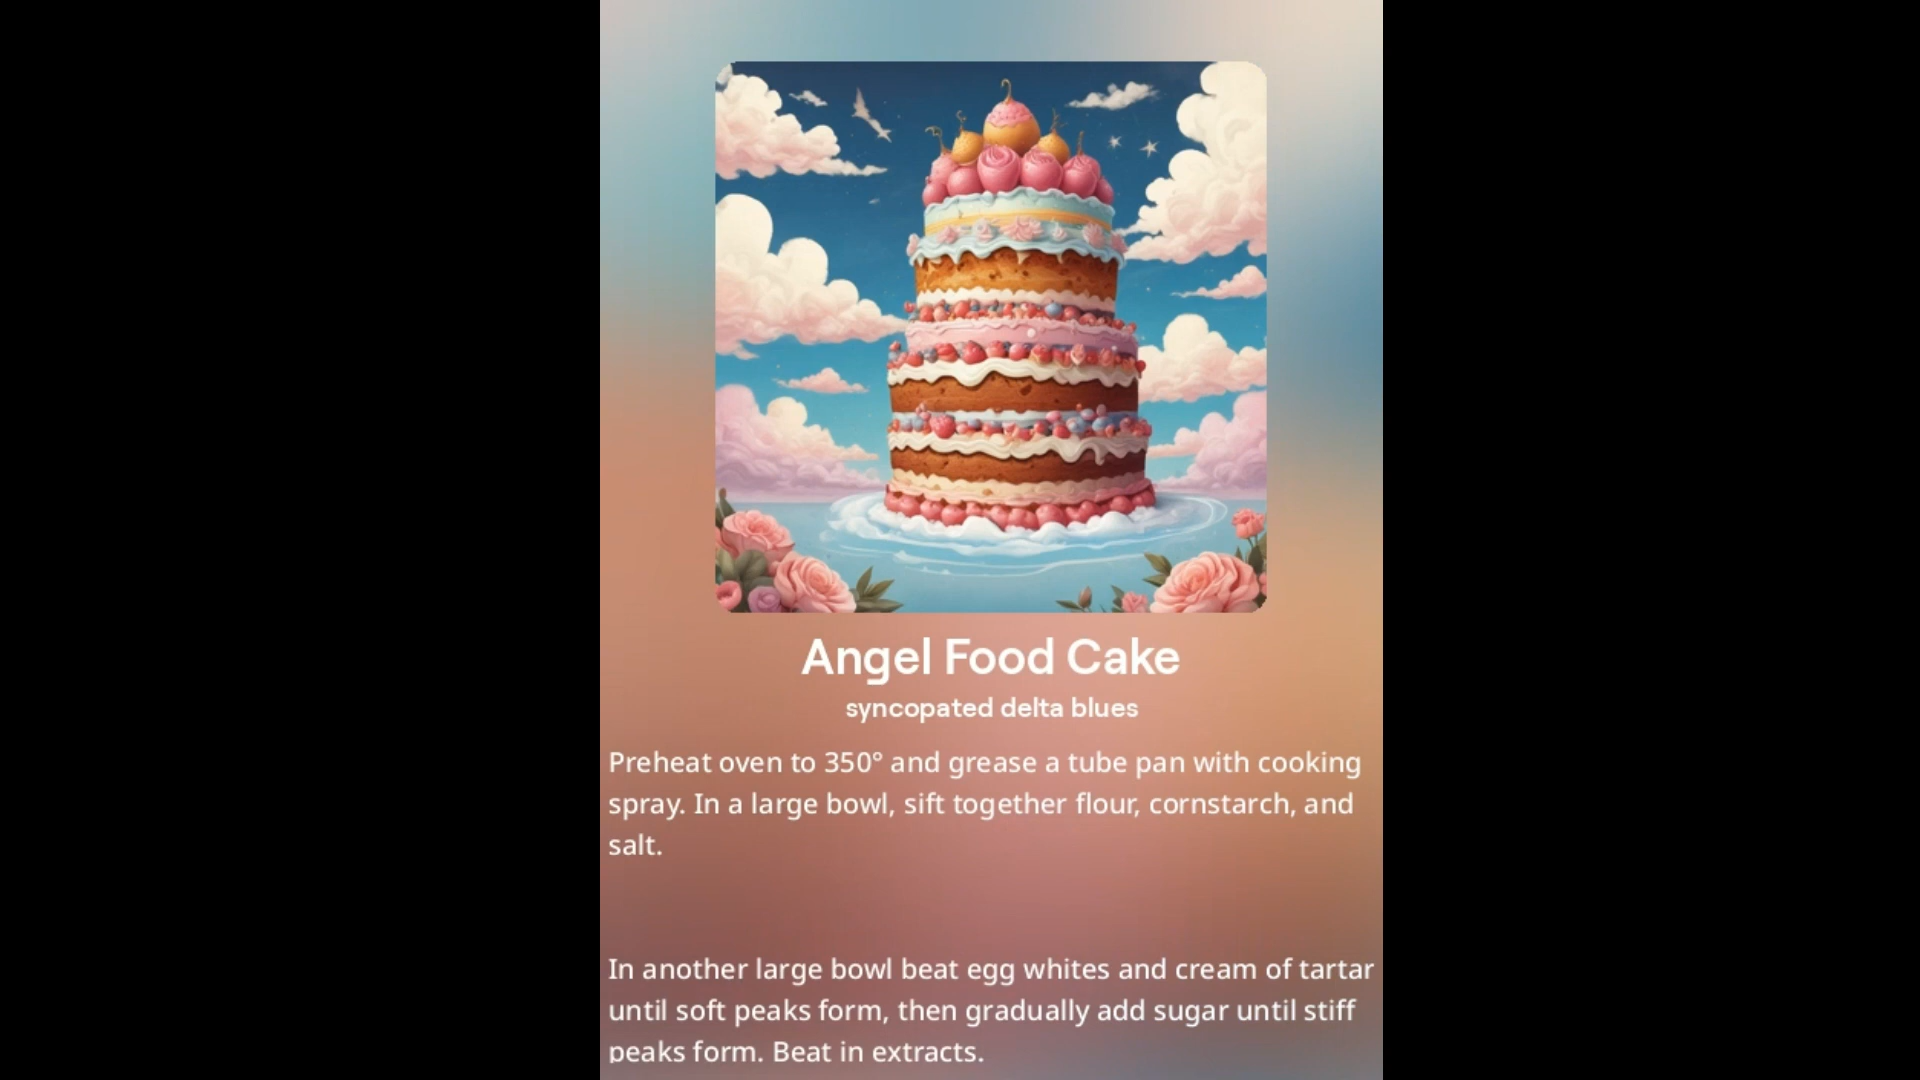 Angel Food Cake
syncopated delta blues
Preheat oven to 350° and grease a tube pan with cooking
spray. In a large bowl, sift together flour, cornstarch, and
salt.
In another large bowl beat egg whites and cream of tartar
until soft peaks form, then gradually add sugar until stiff
peaks form. Beat in extracts.